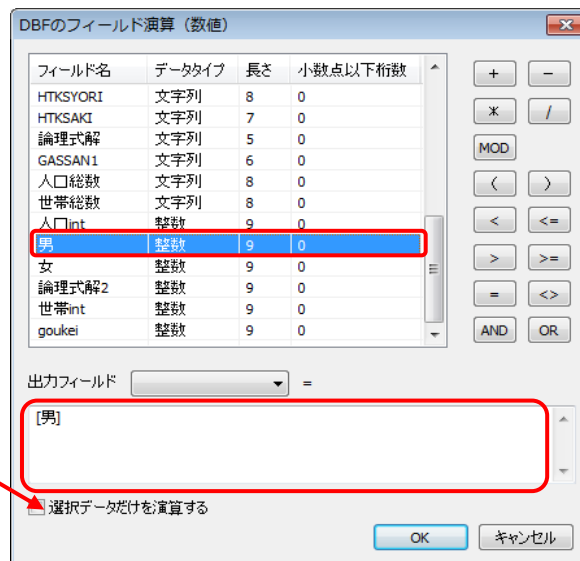 DBFのフィールド演算（数値）
フィールド名 データタイプ 長さ 小数点以下桁数
HTKSYORI 文字列 8 0
HTKSAKI 文字列 7 0
論理式解 文字列 5 0
GASSAN1 文字列 6 0
人口総数 文字列 8 0
世帯総数 文字列 8 0
人口int 整数 9 0
男 整数 9 0
女 整数 9 0
論理式解2 整数 9 0
世帯int 整数 9 0
goukei 整数 9 0
+ -
* /
MOD
( )
< <=
> >=
= <>
AND OR
出力フィールド =
[男]
選択データだけを演算する
OK キャンセル